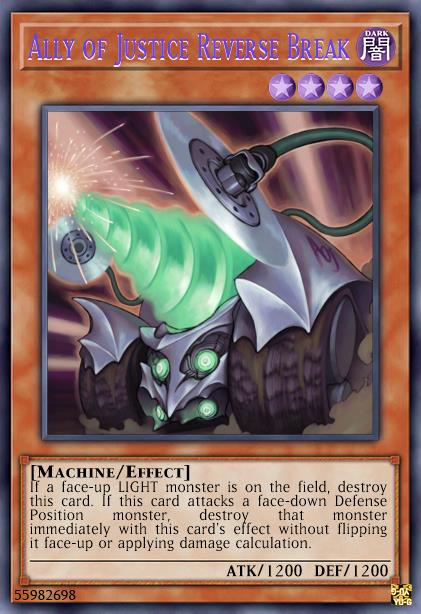 Ally of Justice Reverse Break
DARK
闇
AOJ
[Machine/Effect]
If a face-up LIGHT monster is on the field, destroy
this card. If this card attacks a face-down Defense
Position monster, destroy that monster
immediately with this card's effect without flipping
it face-up or applying damage calculation.
ATK/1200 DEF/1200
55982698